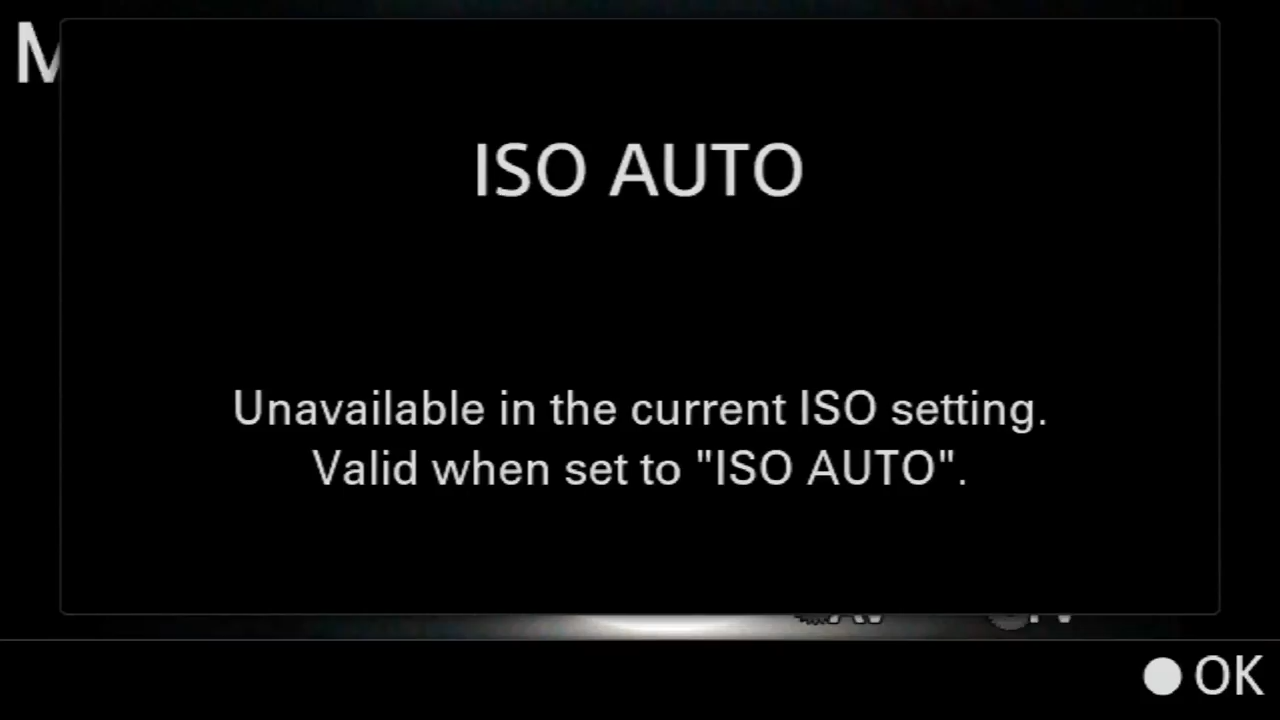 M
ISO AUTO
Unavailable in the current ISO setting.
Valid when set to "ISO AUTO".
OK